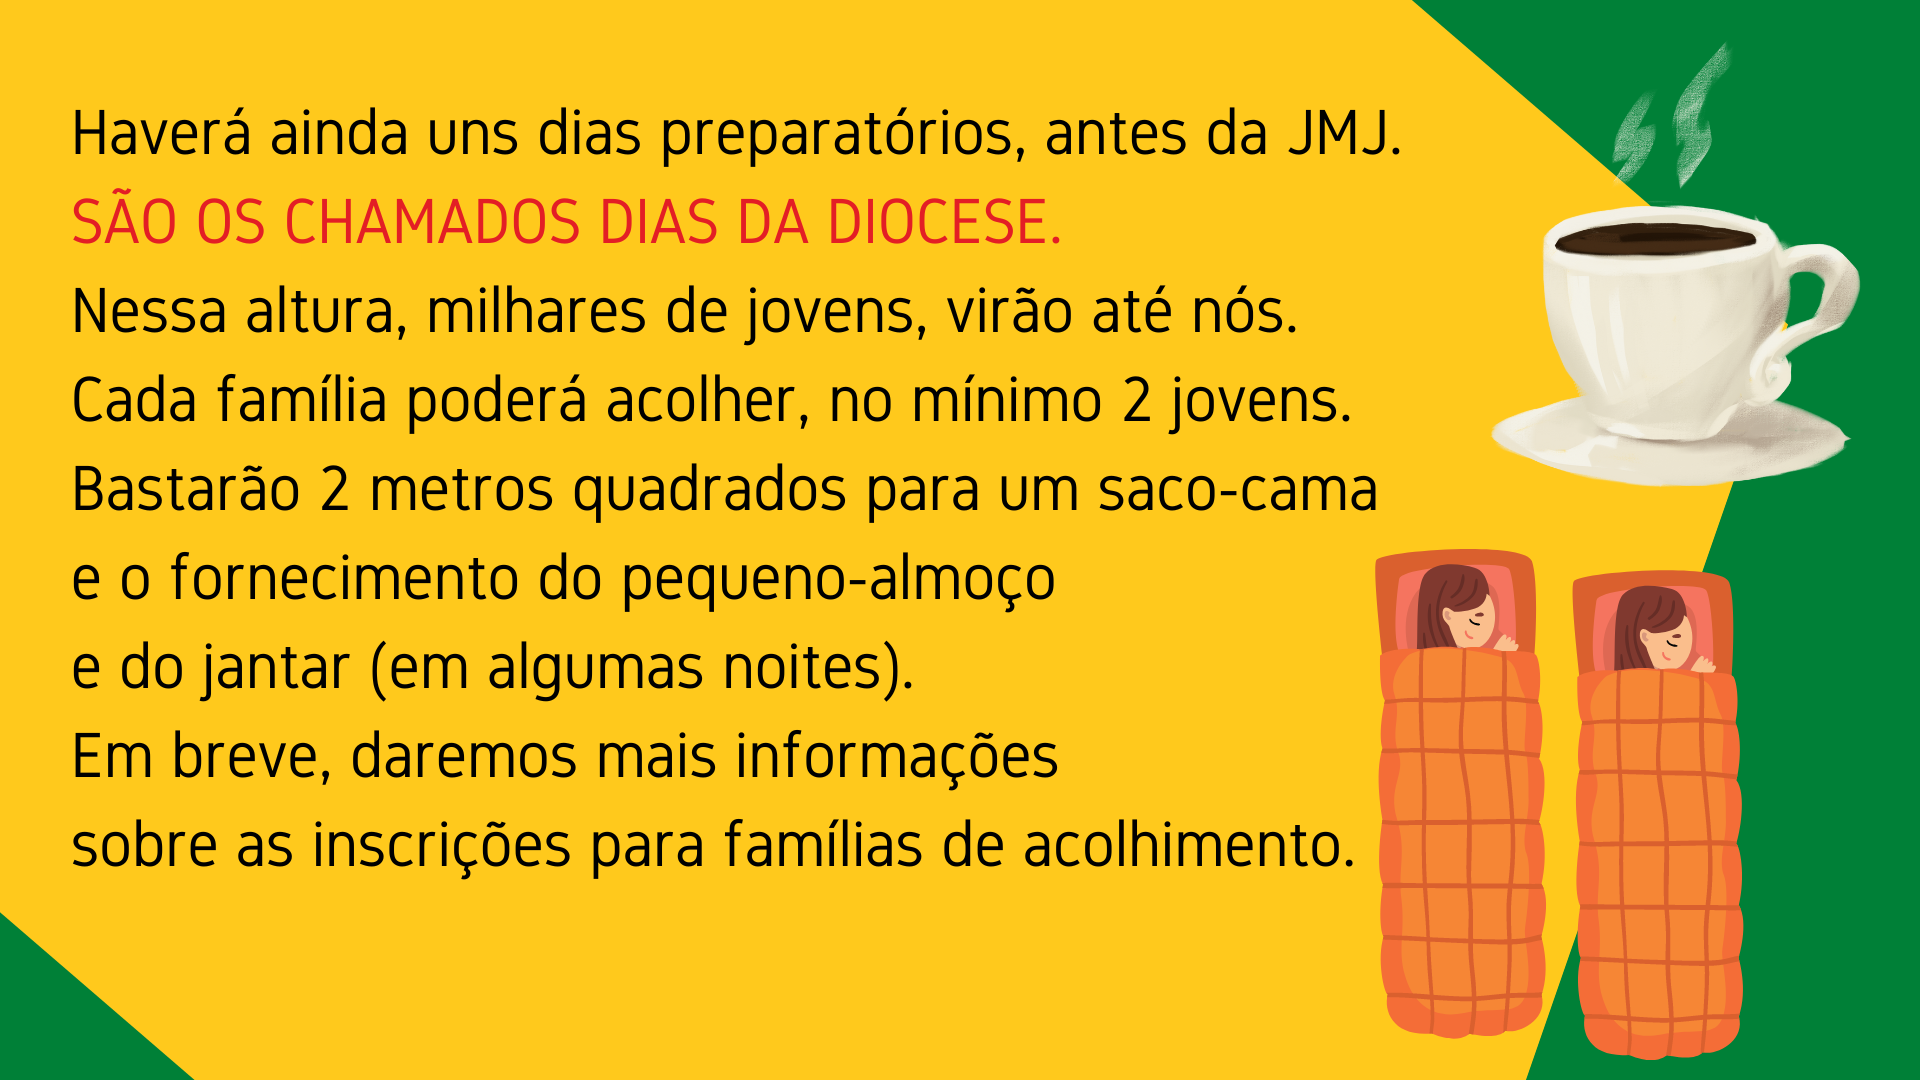 Haverá ainda uns dias preparatórios, antes da JMJ.
SÃO OS CHAMADOS DIAS DA DIOCESE.
Nessa altura, milhares de jovens, virão até nós.
Cada família poderá acolher, no mínimo 2 jovens.
Bastarão 2 metros quadrados para um saco-cama
e o fornecimento do pequeno-almoço
e do jantar (em algumas noites).
Em breve, daremos mais informações
sobre as inscrições para famílias de acolhimento.